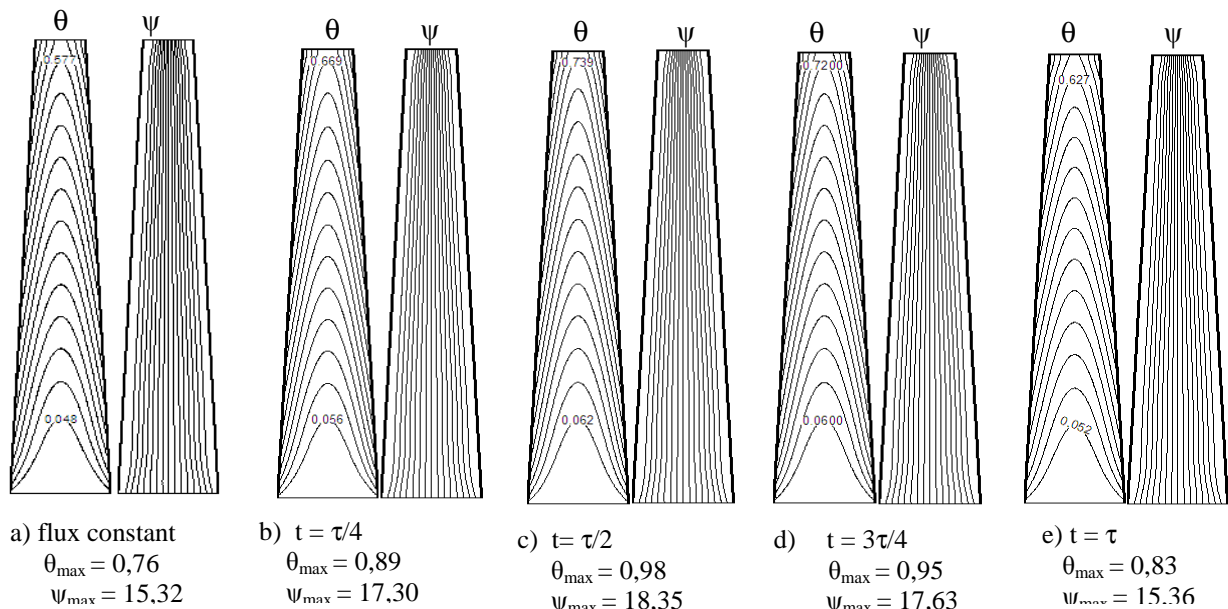 θ ψ
θ ψ
θ ψ
θ ψ
θ ψ
0.577
0.669
0.739
0.7200
0.627
0.048
0.056
0.062
0.0600
0.052
a) flux constant
θmax = 0,76
ψmax = 15,32
b) t = τ/4
θmax = 0,89
ψmax = 17,30
c) t= τ/2
θmax = 0,98
ψmax = 18,35
d) t = 3τ/4
θmax = 0,95
ψmax = 17,63
e) t = τ
θmax = 0,83
ψmax = 15,36